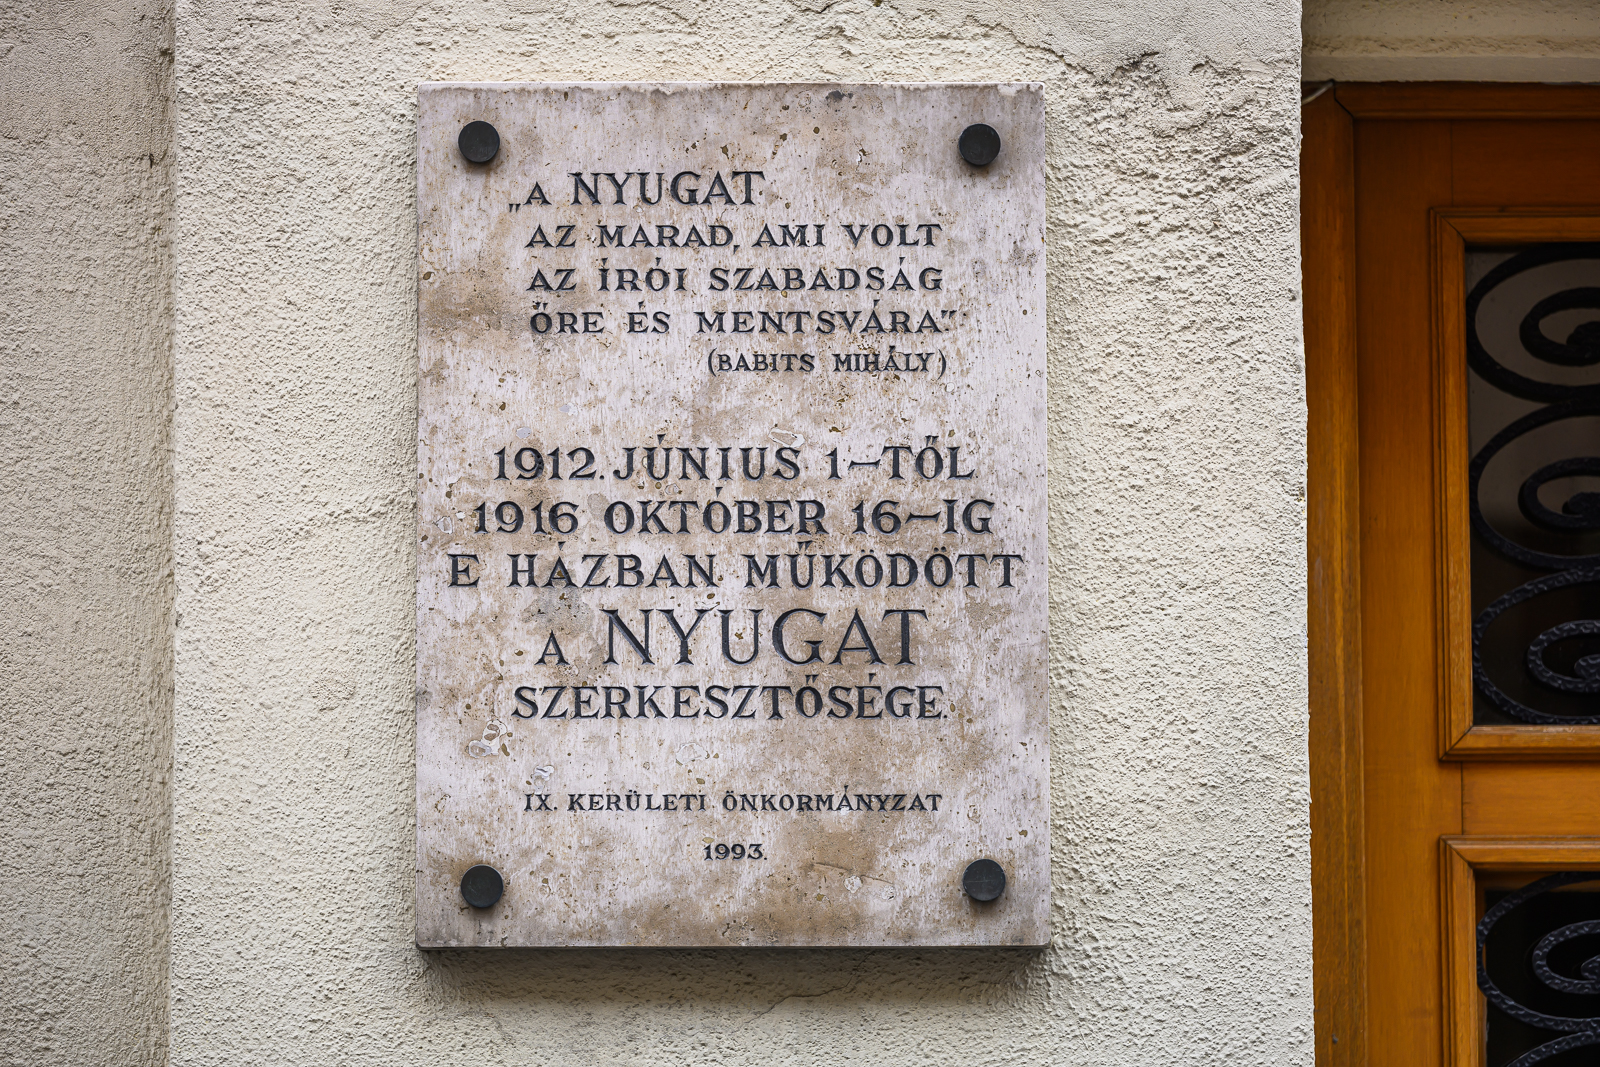 „A NYUGAT
AZ MARAD, AMI VOLT
AZ ÍRÓI SZABADSÁG
ŐRE ÉS MENTSVÁRA."
(BABITS MIHÁLY)
1912. JÚNIUS 1-TŐL
1916 OKTÓBER 16-IG
E HÁZBAN MŰKÖDÖTT
A NYUGAT
SZERKESZTŐSÉGE.
IX. KERÜLETI ÖNKORMÁNYZAT
1993.